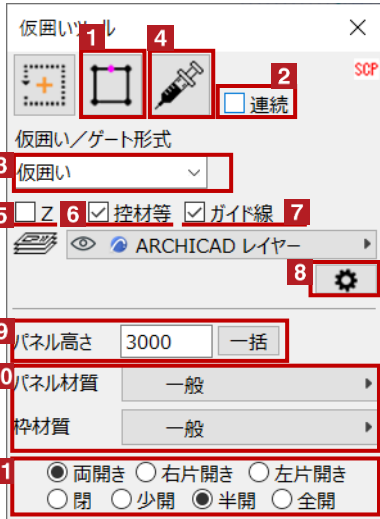 仮囲いツール
1
4
2
SCP
連続
仮囲い／ゲート形式
3
仮囲い
5 Z 6 控材等 ガイド線 7
ARCHICAD レイヤー
8
9
パネル高さ 3000 一括
0
パネル材質 一般
枠材質 一般
1
両開き 右片開き 左片開き
閉 少開 半開 全開